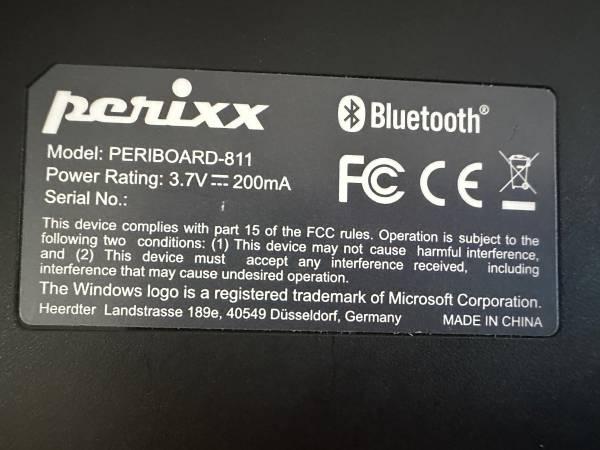 perixx
Bluetooth®
Model: PERIBOARD-811
Power Rating: 3.7V⎓200mA
Serial No.:
FC CE
This device complies with part 15 of the FCC rules. Operation is subject to the
following two conditions: (1) This device may not cause harmful interference,
and (2) This device must accept any interference received, including
interference that may cause undesired operation.
The Windows logo is a registered trademark of Microsoft Corporation.
Heerdter Landstrasse 189e, 40549 Düsseldorf, Germany
MADE IN CHINA